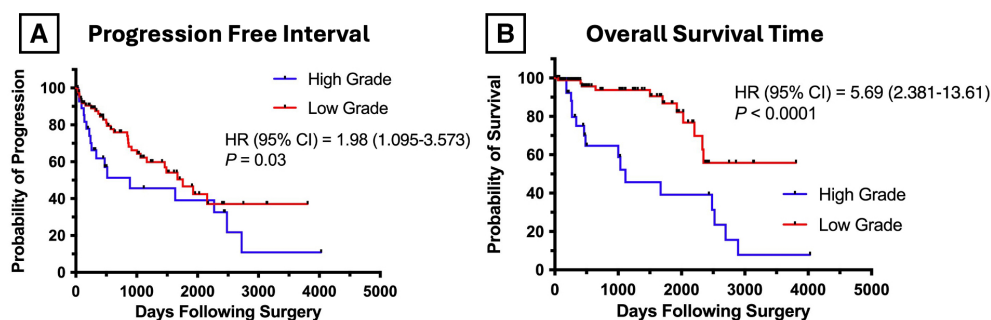 A
Progression Free Interval
Probability of Progression
100
80
60
40
20
0
High Grade
Low Grade
HR (95% CI) = 1.98 (1.095-3.573)
P = 0.03
0 1000 2000 3000 4000 5000
Days Following Surgery
B
Overall Survival Time
Probability of Survival
100
80
60
40
20
0
HR (95% CI) = 5.69 (2.381-13.61)
P < 0.0001
High Grade
Low Grade
0 1000 2000 3000 4000 5000
Days Following Surgery